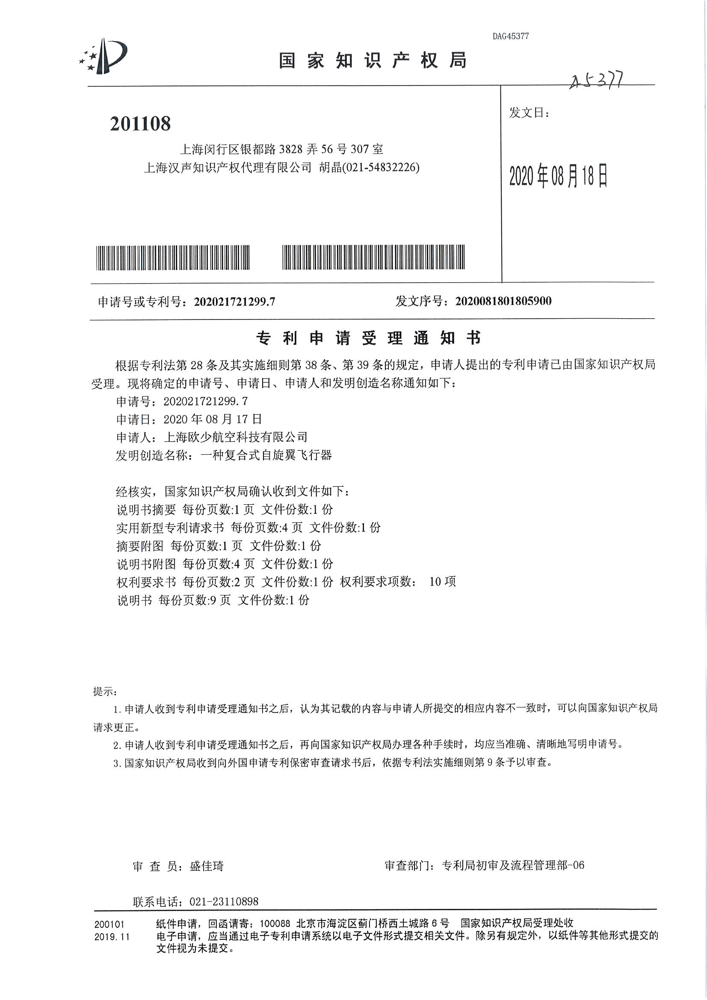 DAG45377
国家知识产权局
A5377
201108
发文日：
上海闵行区银都路 3828 弄 56 号 307 室
上海汉声知识产权代理有限公司 胡晶(021-54832226)
2020 年 08 月 18 日
申请号或专利号：202021721299.7 发文序号：2020081801805900
专利申请受理通知书
根据专利法第 28 条及其实施细则第 38 条、第 39 条的规定，申请人提出的专利申请已由国家知识产权局
受理。现将确定的申请号、申请日、申请人和发明创造名称通知如下：
申请号：202021721299.7
申请日：2020 年 08 月 17 日
申请人：上海欧少航空科技有限公司
发明创造名称：一种复合式自旋翼飞行器
经核实，国家知识产权局确认收到文件如下：
说明书摘要 每份页数:1 页 文件份数:1 份
实用新型专利请求书 每份页数:4 页 文件份数:1 份
摘要附图 每份页数:1 页 文件份数:1 份
说明书附图 每份页数:4 页 文件份数:1 份
权利要求书 每份页数:2 页 文件份数:1 份 权利要求项数： 10 项
说明书 每份页数:9 页 文件份数:1 份
提示：
1. 申请人收到专利申请受理通知书之后，认为其记载的内容与申请人所提交的相应内容不一致时，可以向国家知识产权局
请求更正。
2. 申请人收到专利申请受理通知书之后，再向国家知识产权局办理各种手续时，均应当准确、清晰地写明申请号。
3. 国家知识产权局收到向外国申请专利保密审查请求书后，依据专利法实施细则第 9 条予以审查。
审 查 员：盛佳琦 审查部门：专利局初审及流程管理部-06
联系电话：021-23110898
200101 纸件申请，回函请寄：100088 北京市海淀区蓟门桥西土城路 6 号 国家知识产权局受理处收
2019.11 电子申请，应当通过电子专利申请系统以电子文件形式提交相关文件。除另有规定外，以纸件等其他形式提交的
文件视为未提交。